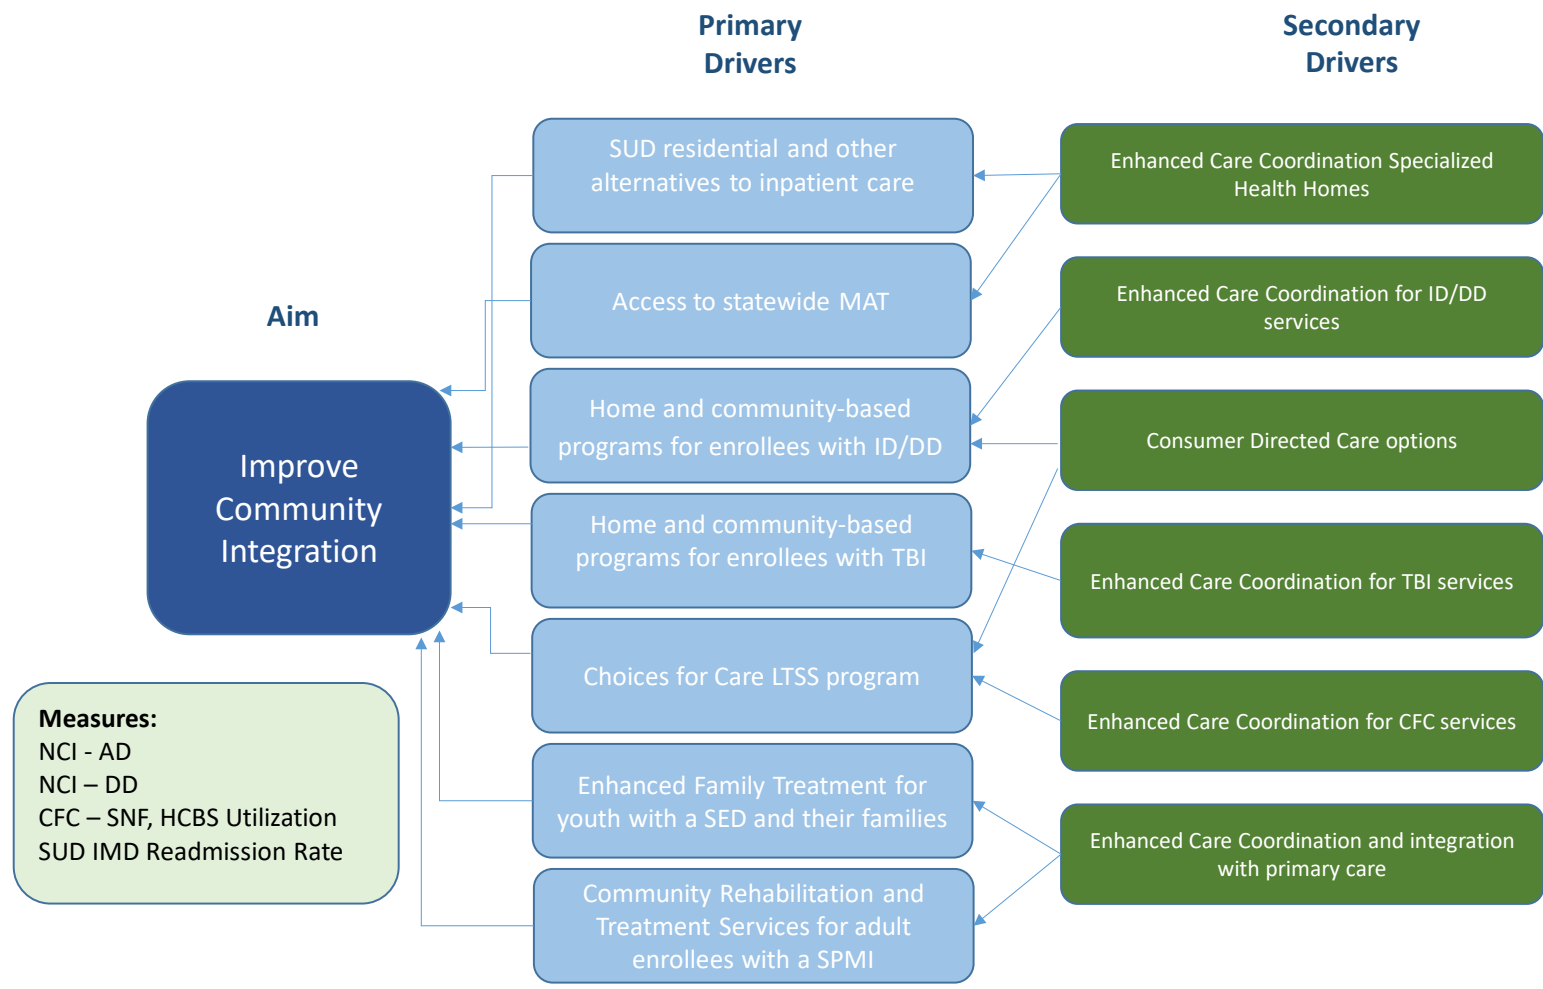 Primary
Drivers
Secondary
Drivers
Aim
Improve
Community
Integration
Measures:
NCI - AD
NCI – DD
CFC – SNF, HCBS Utilization
SUD IMD Readmission Rate
SUD residential and other
alternatives to inpatient care
Access to statewide MAT
Home and community-based
programs for enrollees with ID/DD
Home and community-based
programs for enrollees with TBI
Choices for Care LTSS program
Enhanced Family Treatment for
youth with a SED and their families
Community Rehabilitation and
Treatment Services for adult
enrollees with a SPMI
Enhanced Care Coordination Specialized
Health Homes
Enhanced Care Coordination for ID/DD
services
Consumer Directed Care options
Enhanced Care Coordination for TBI services
Enhanced Care Coordination for CFC services
Enhanced Care Coordination and integration
with primary care